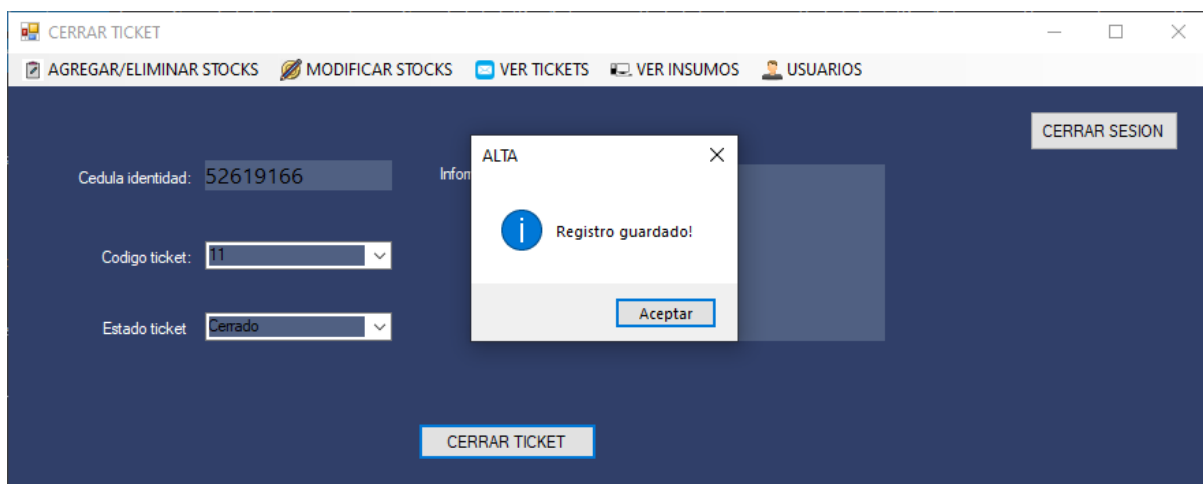 CERRAR TICKET
AGREGAR/ELIMINAR STOCKS MODIFICAR STOCKS VER TICKETS VER INSUMOS USUARIOS
CERRAR SESION
Cedula identidad: 52619166
Codigo ticket: 11
Estado ticket Cerrado
ALTA
Registro guardado!
Aceptar
CERRAR TICKET